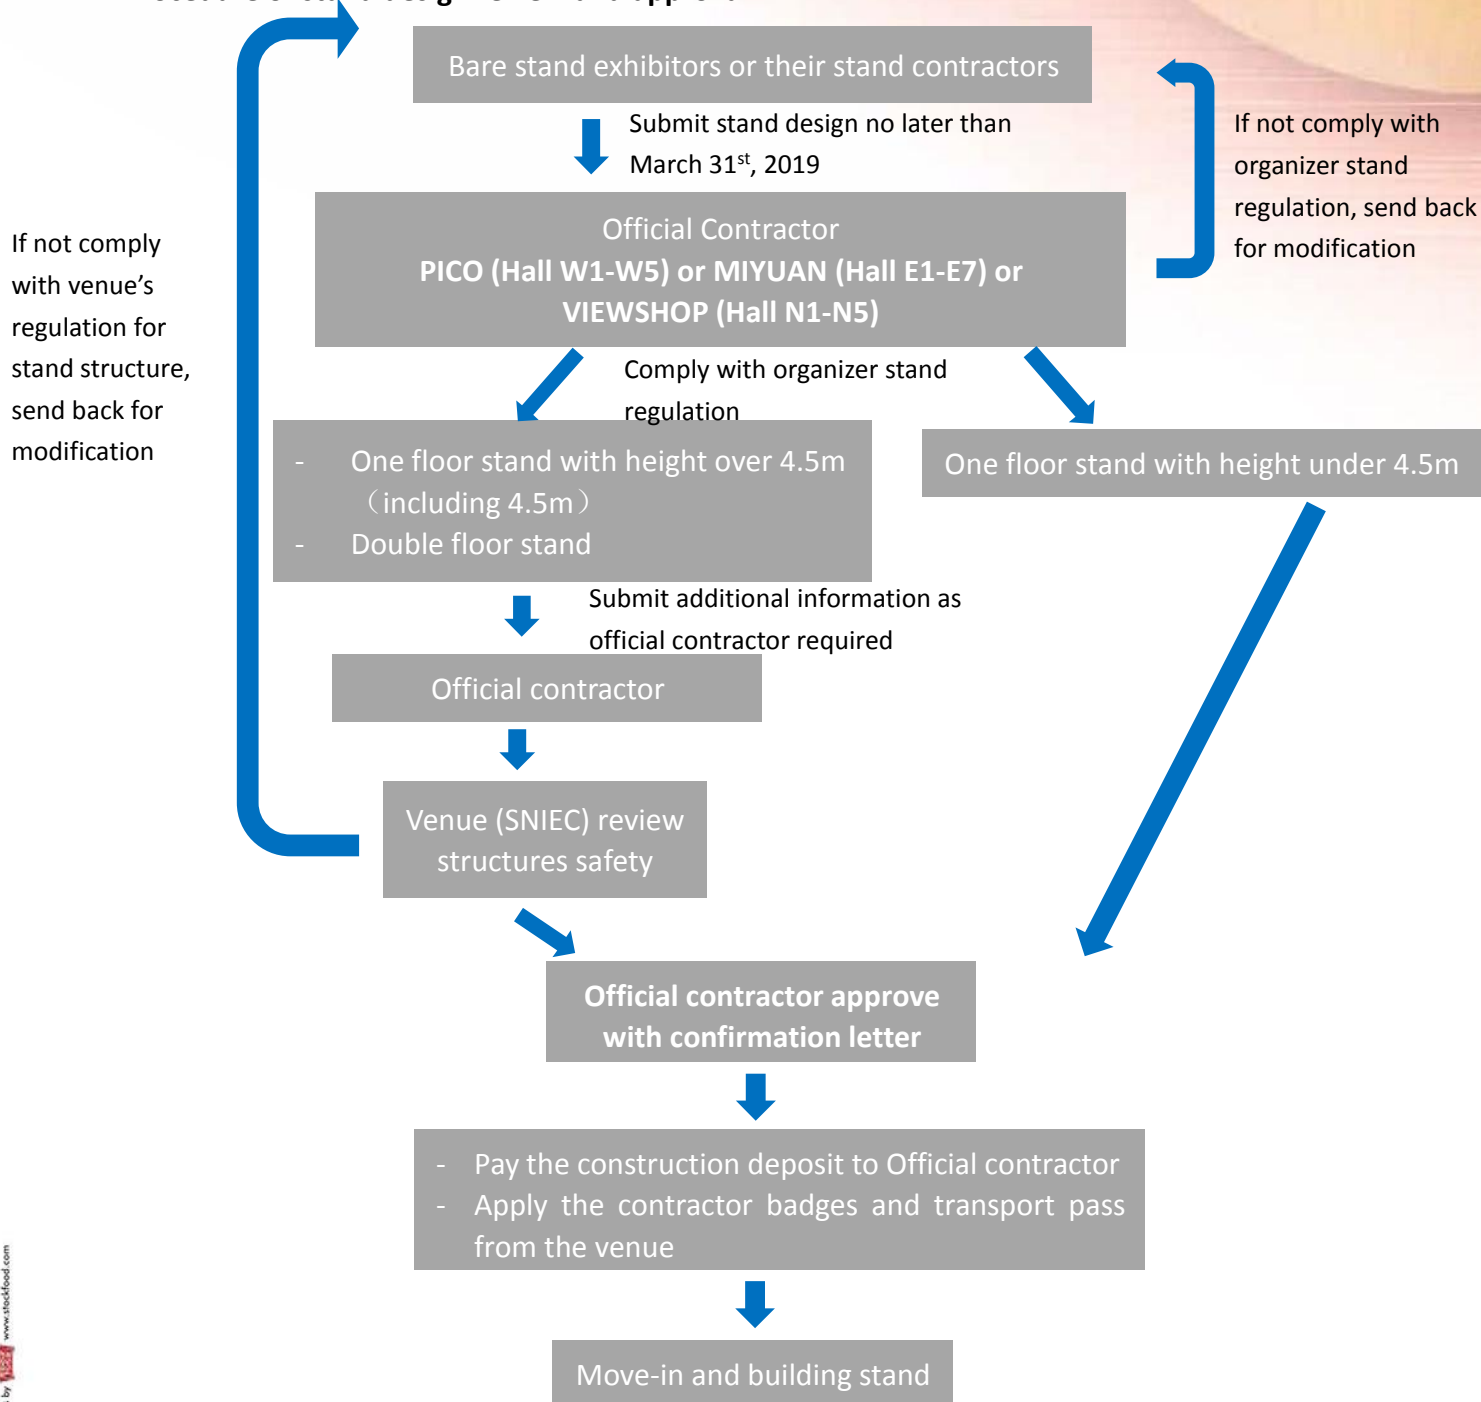 Bare stand exhibitors or their stand contractors
Submit stand design no later than
March 31st, 2019
If not comply with
organizer stand
regulation, send back
for modification
Official Contractor
PICO (Hall W1-W5) or MIYUAN (Hall E1-E7) or
VIEWSHOP (Hall N1-N5)
If not comply
with venue’s
regulation for
stand structure,
send back for
modification
Comply with organizer stand
regulation
- One floor stand with height over 4.5m
（including 4.5m）
- Double floor stand
One floor stand with height under 4.5m
Submit additional information as
official contractor required
Official contractor
Venue (SNIEC) review
structures safety
Official contractor approve
with confirmation letter
- Pay the construction deposit to Official contractor
- Apply the contractor badges and transport pass
from the venue
Move-in and building stand
by
www.stockfood.com